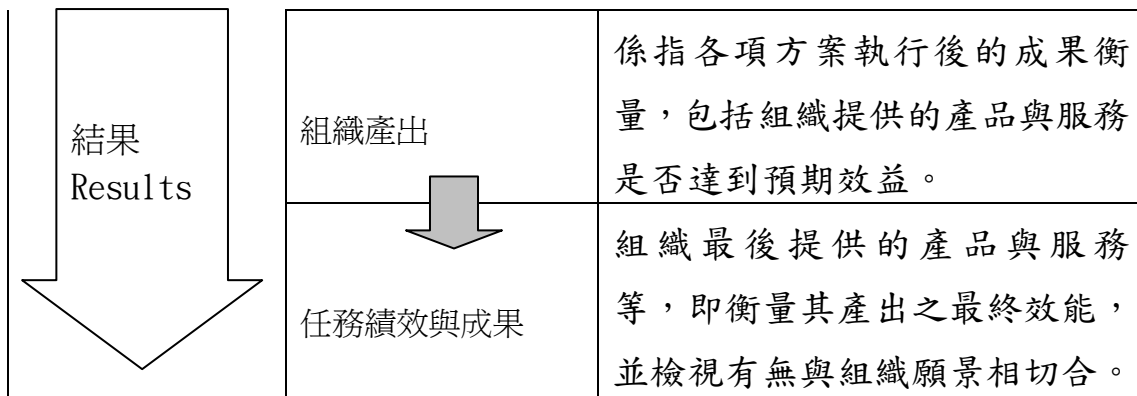 結果
Results
組織產出
係指各項方案執行後的成果衡
量，包括組織提供的產品與服務
是否達到預期效益。
任務績效與成果
組織最後提供的產品與服務
等，即衡量其產出之最終效能，
並檢視有無與組織願景相切合。